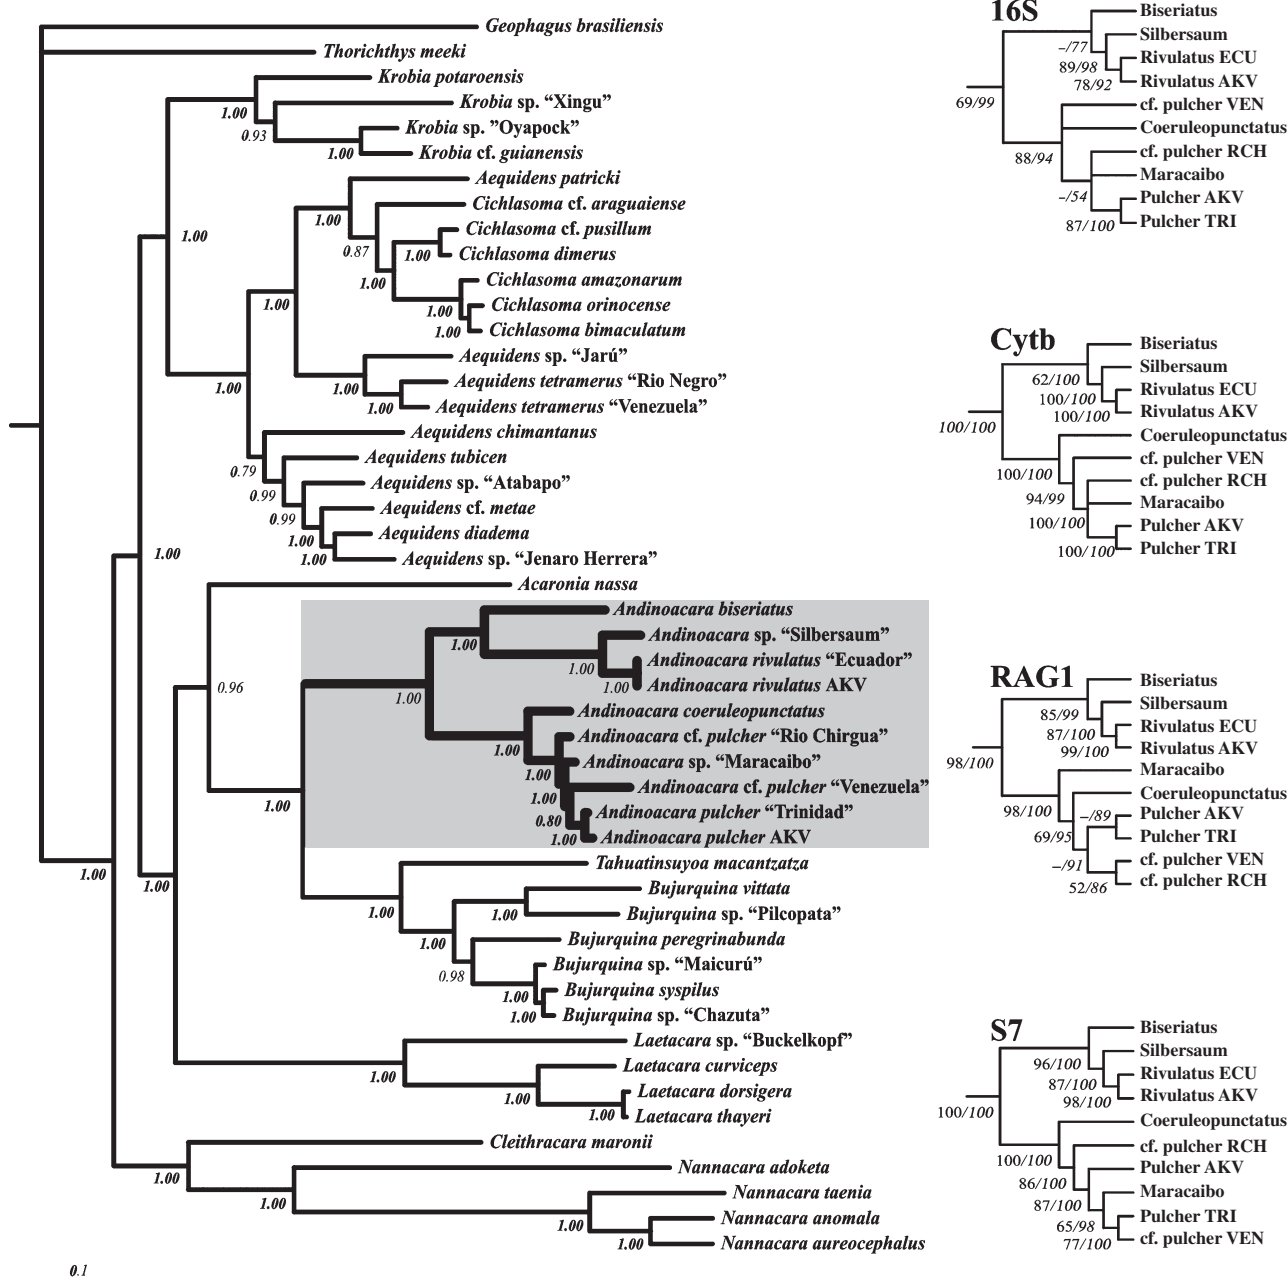 Geophagus brasiliensis
Thorichthys meeki
Krobia potaroensis
1.00
Krobia sp. “Xingu”
0.93
Krobia sp. ”Oyapock”
1.00
Krobia cf. guianensis
Aequidens patricki
1.00
Cichlasoma cf. araguaiense
1.00
Cichlasoma cf. pusillum
0.87
1.00
Cichlasoma dimerus
1.00
Cichlasoma amazonarum
1.00
1.00
Cichlasoma orinocense
1.00
Cichlasoma bimaculatum
Aequidens sp. “Jarú”
1.00
1.00
Aequidens tetramerus “Rio Negro”
1.00
Aequidens tetramerus “Venezuela”
Aequidens chimantanus
Aequidens tubicen
0.79
Aequidens sp. “Atabapo”
0.99
Aequidens cf. metae
0.99
Aequidens diadema
1.00
1.00
1.00
Aequidens sp. “Jenaro Herrera”
Acaronia nassa
Andinoacara biseriatus
Andinoacara sp. “Silbersaum”
1.00
Andinoacara rivulatus “Ecuador”
1.00
Andinoacara rivulatus AKV
1.00
0.96
1.00
Andinoacara coeruleopunctatus
Andinoacara cf. pulcher “Rio Chirgua”
1.00
Andinoacara sp. “Maracaibo”
1.00
Andinoacara cf. pulcher “Venezuela”
1.00
1.00
Andinoacara pulcher “Trinidad”
0.80
Andinoacara pulcher AKV
1.00
Tahuatinsuyoa macantzatza
1.00
1.00
Bujurquina vittata
1.00
Bujurquina sp. “Pilcopata”
1.00
Bujurquina peregrinabunda
1.00
Bujurquina sp. “Maicurú”
0.98
Bujurquina syspilus
1.00
Bujurquina sp. “Chazuta”
1.00
Laetacara sp. “Buckelkopf”
Laetacara curviceps
1.00
Laetacara dorsigera
1.00
Laetacara thayeri
1.00
Cleithracara maronii
Nannacara adoketa
1.00
Nannacara taenia
1.00
Nannacara anomala
1.00
Nannacara aureocephalus
1.00
0.1
16S
Biseriatus
Silbersaum
–/77
Rivulatus ECU
89/98
Rivulatus AKV
78/92
69/99
cf. pulcher VEN
Coeruleopunctatus
cf. pulcher RCH
88/94
Maracaibo
Pulcher AKV
–/54
Pulcher TRI
87/100
Cytb
Biseriatus
Silbersaum
62/100
Rivulatus ECU
100/100
Rivulatus AKV
100/100
100/100
Coeruleopunctatus
cf. pulcher VEN
100/100
cf. pulcher RCH
94/99
Maracaibo
100/100
Pulcher AKV
Pulcher TRI
100/100
RAG1
Biseriatus
Silbersaum
85/99
Rivulatus ECU
87/100
Rivulatus AKV
99/100
98/100
Maracaibo
Coeruleopunctatus
98/100
Pulcher AKV
–/89
Pulcher TRI
69/95
cf. pulcher VEN
–/91
cf. pulcher RCH
52/86
S7
Biseriatus
Silbersaum
96/100
Rivulatus ECU
87/100
Rivulatus AKV
98/100
100/100
Coeruleopunctatus
cf. pulcher RCH
100/100
Pulcher AKV
86/100
Maracaibo
87/100
Pulcher TRI
65/98
cf. pulcher VEN
77/100